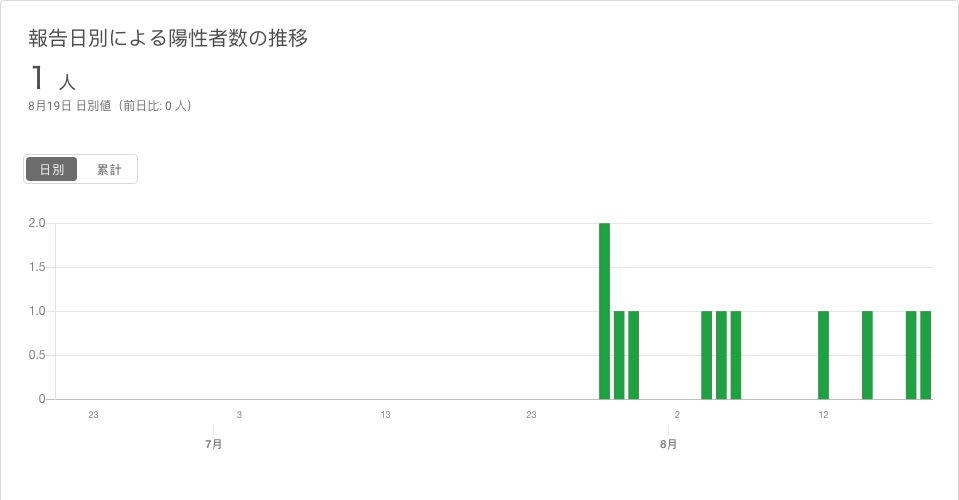 報告日別による陽性者数の推移
1 人
8月19日 日別値（前日比: 0 人）
日別 累計
2.0
1.5
1.0
0.5
0
23 3 13 23 2 12
7月 8月